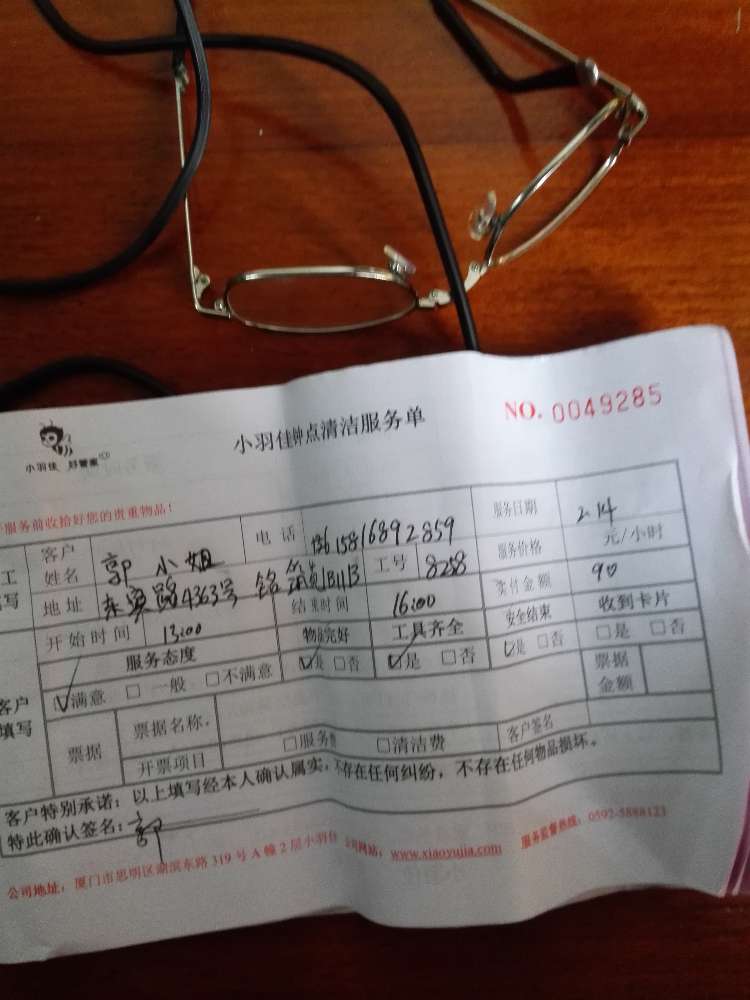 小羽佳 好管家
小羽佳钟点清洁服务单
NO. 0049285
服务前收拾好您的贵重物品!
工
写
客户
姓名
郭小姐
电话
服务日期
2.14
地址
4363号
工号
8258
服务价格
元/小时
开始时间
13:00
结束时间
16:00
实付金额
90
服务态度
物品完好
工具齐全
安全结束
收到卡片
客户
填写
☑满意 □一般 □不满意
☑是 □否
☑是 □否
☑是 □否
□是 □否
票据
票据名称:
票据
金额
开票项目
□服务费
□清洁费
客户签名
客户特别承诺:以上填写经本人确认属实,不存在任何纠纷,不存在任何物品损坏。
特此确认签名:郭
公司地址:厦门市思明区湖滨东路319号A幢2层小羽佳 公司网站:www.xiaoyujia.com 服务监督热线:0592-5888123